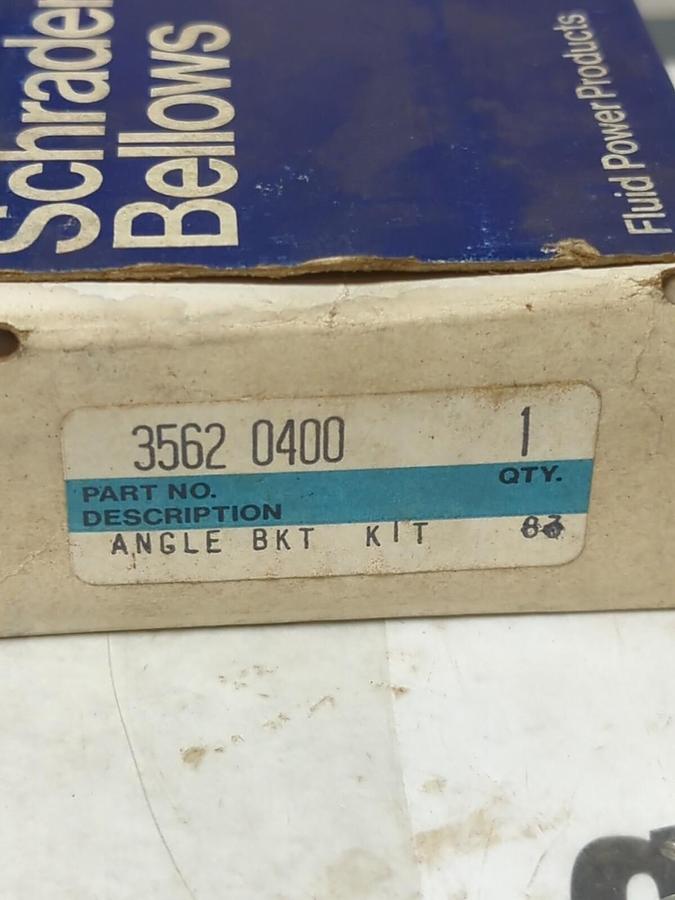 Schrader
Bellows
Fluid Power Products
3562 0400 1
PART NO. QTY.
DESCRIPTION
ANGLE BKT KIT